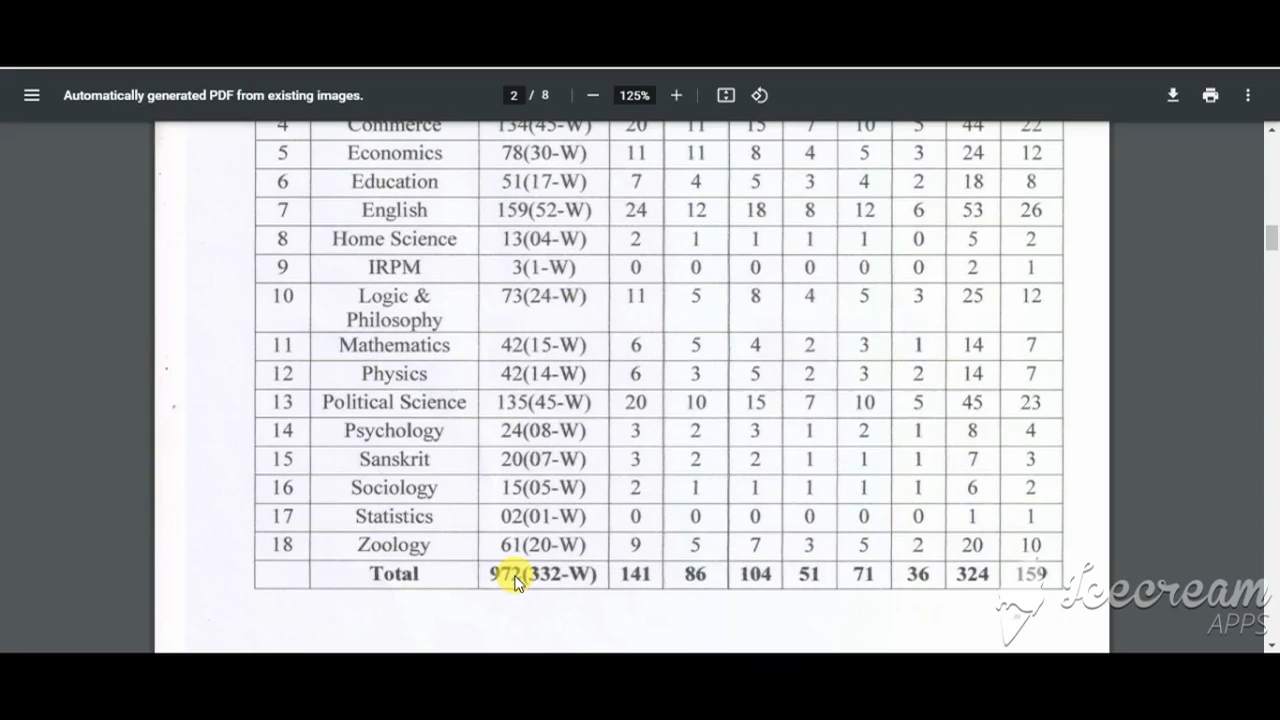 Automatically generated PDF from existing images.
2 / 8
125%
4 Commerce 134(45-W) 20 11 15 7 10 5 44 22
5 Economics 78(30-W) 11 11 8 4 5 3 24 12
6 Education 51(17-W) 7 4 5 3 4 2 18 8
7 English 159(52-W) 24 12 18 8 12 6 53 26
8 Home Science 13(04-W) 2 1 1 1 1 0 5 2
9 IRPM 3(1-W) 0 0 0 0 0 0 2 1
10 Logic & 73(24-W) 11 5 8 4 5 3 25 12
Philosophy
11 Mathematics 42(15-W) 6 5 4 2 3 1 14 7
12 Physics 42(14-W) 6 3 5 2 3 2 14 7
13 Political Science 135(45-W) 20 10 15 7 10 5 45 23
14 Psychology 24(08-W) 3 2 3 1 2 1 8 4
15 Sanskrit 20(07-W) 3 2 2 1 1 1 7 3
16 Sociology 15(05-W) 2 1 1 1 1 1 6 2
17 Statistics 02(01-W) 0 0 0 0 0 0 1 1
18 Zoology 61(20-W) 9 5 7 3 5 2 20 10
Total 972(332-W) 141 86 104 51 71 36 324 159
Icecream
APPS